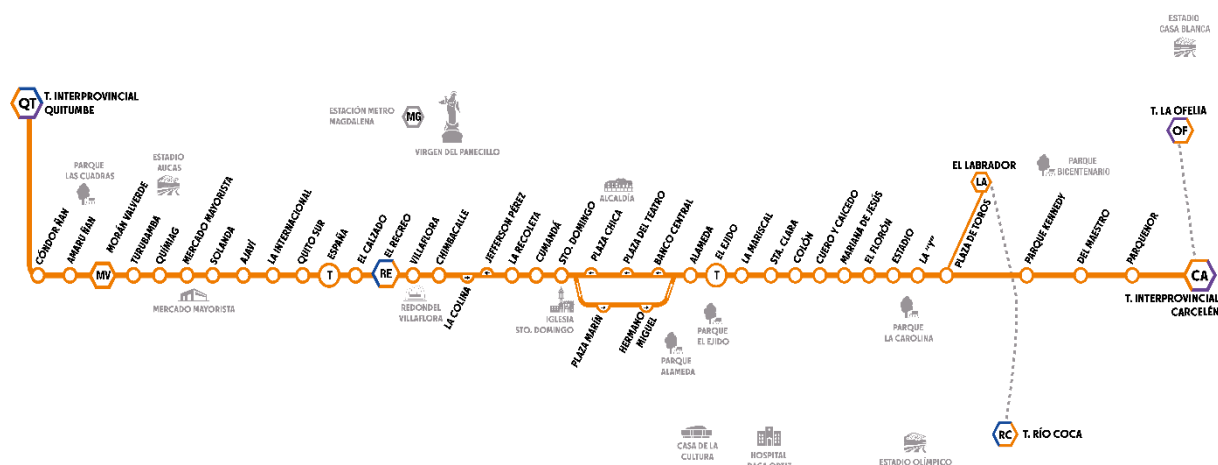 ESTADIO
CASA BLANCA
QT
T. INTERPROVINCIAL
QUITUMBE
ESTACIÓN METRO
MAGDALENA
MG
VIRGEN DEL PANECILLO
T. LA OFELIA
OF
PARQUE
LAS CUADRAS
ESTADIO
AUCAS
ALCALDÍA
EL LABRADOR
LA
PARQUE
BICENTENARIO
CÓNDOR ÑAN
AMARU ÑAN
MORÁN VALVERDE
MV
TURUBAMBA
QUIMIAG
MERCADO MAYORISTA
SOLANDA
AJAVÍ
LA INTERNACIONAL
QUITO SUR
ESPAÑA
T
EL CALZADO
EL RECREO
RE
VILLAFLORA
CHIMBACALLE
LA COLINA
JEFFERSON PÉREZ
LA RECOLETA
CUMANDÁ
STO. DOMINGO
PLAZA CHICA
PLAZA DEL TEATRO
BANCO CENTRAL
PLAZA MARÍN
HERMANO
MIGUEL
ALAMEDA
EL EJIDO
T
LA MARISCAL
STA. CLARA
COLÓN
CUERO Y CAICEDO
MARIANA DE JESÚS
EL FLORÓN
ESTADIO
LA "Y"
PLAZA DE TOROS
PARQUE KENNEDY
DEL MAESTRO
PARQUENOR
CA
T. INTERPROVINCIAL
CARCELÉN
MERCADO MAYORISTA
REDONDEL
VILLAFLORA
IGLESIA
STO. DOMINGO
PARQUE
ALAMEDA
PARQUE
EL EJIDO
PARQUE
LA CAROLINA
RC
T. RÍO COCA
CASA DE LA
CULTURA
HOSPITAL
ESTADIO OLÍMPICO